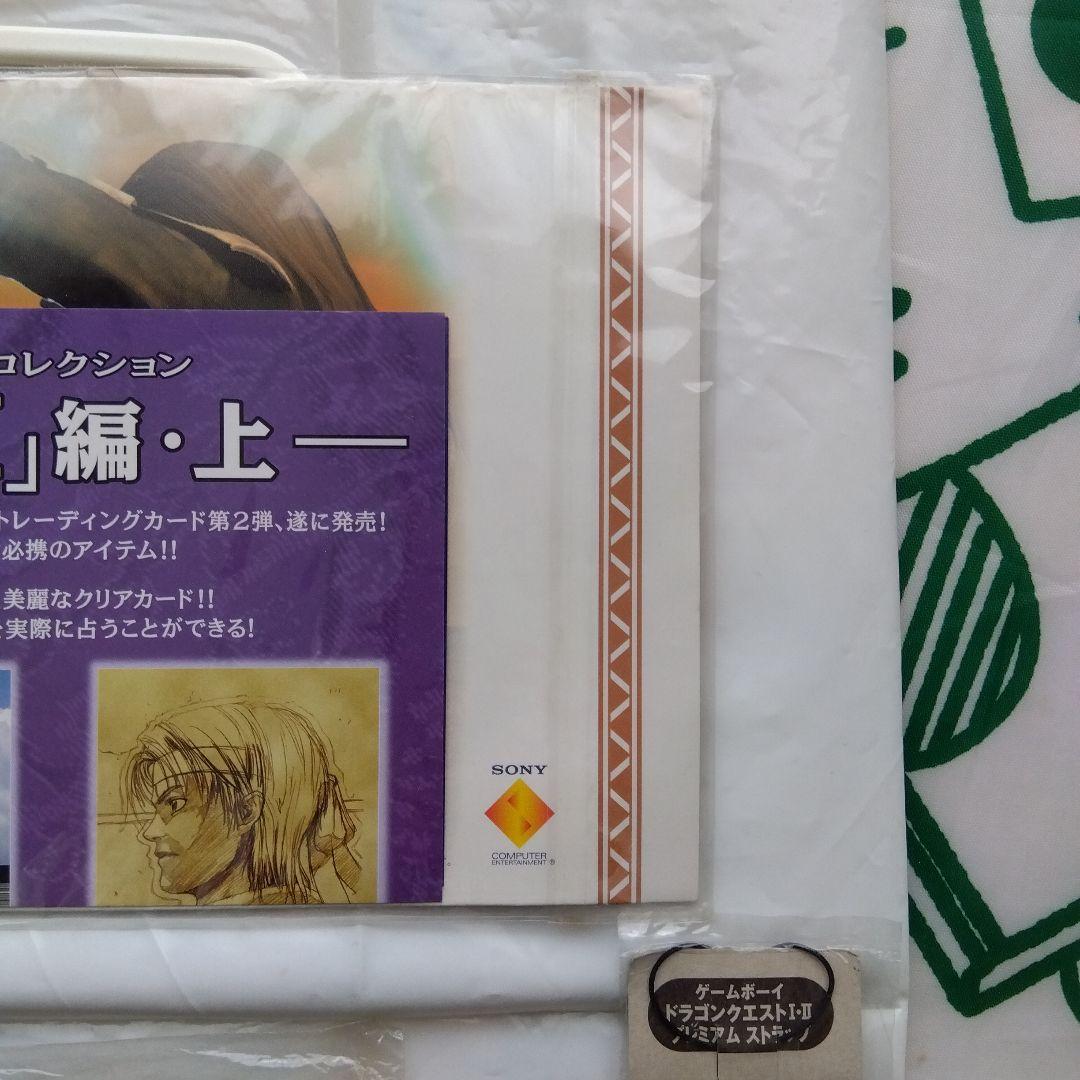 コレクション
」編・上―
トレーディングカード第2弾、遂に発売!
必携のアイテム!!
美麗なクリアカード!!
を実際に占うことができる!
SONY
COMPUTER
ENTERTAINMENT ®
ゲームボーイ
ドラゴンクエストI・II
プレミアム ストラップ